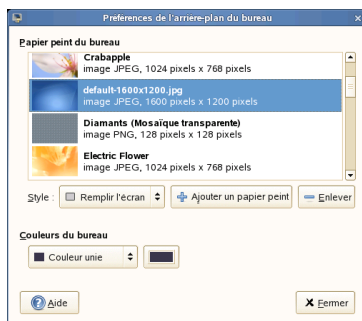 Préférences de l'arrière-plan du bureau
Papier peint du bureau
Crabapple
image JPEG, 1024 pixels x 768 pixels
default-1600x1200.jpg
image JPEG, 1600 pixels x 1200 pixels
Diamants (Mosaïque transparente)
image PNG, 128 pixels x 128 pixels
Electric Flower
image JPEG, 1024 pixels x 768 pixels
Style : Remplir l'écran Ajouter un papier peint Enlever
Couleurs du bureau
Couleur unie
Aide Fermer